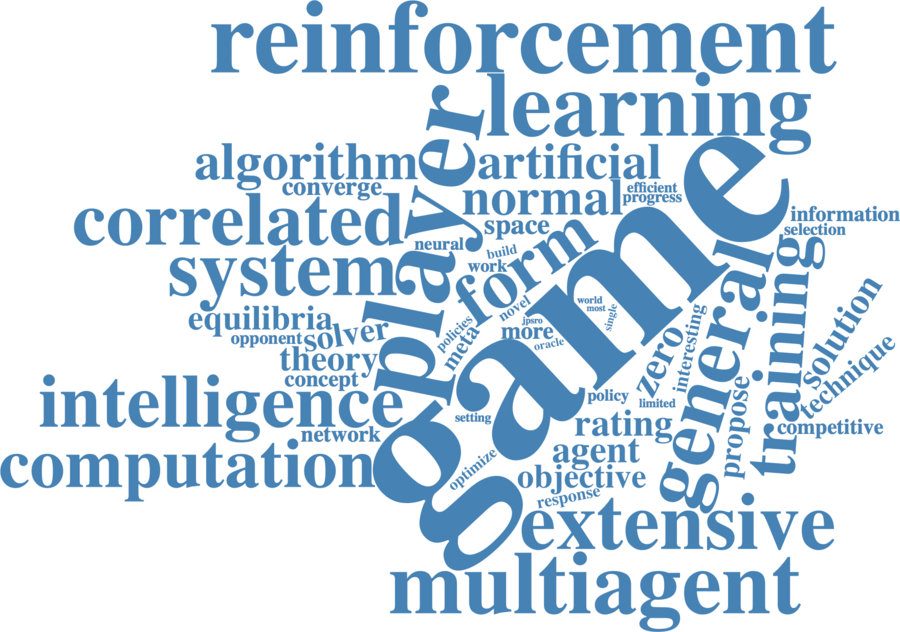 reinforcement
learning
player
game
algorithm
artificial
converge
normal
efficient
progress
correlated
space
information
selection
neural
build
work
system
form
general
training
novel
world
most
single
equilibria
opponent
solver
policies
jpsro
more
oracle
meta
zero
interesting
solution
technique
theory
concept
intelligence
policy
limited
propose
setting
network
rating
competitive
computation
agent
optimize
objective
response
extensive
multiagent